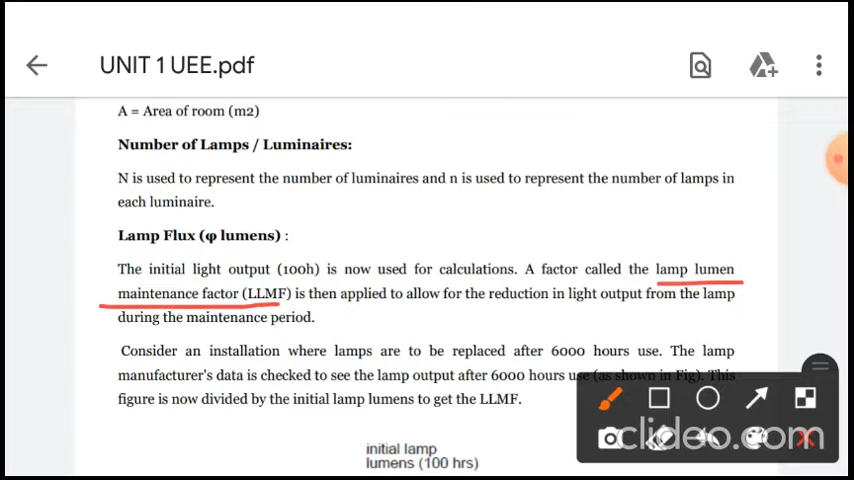 UNIT 1 UEE.pdf
A = Area of room (m2)
Number of Lamps / Luminaires:
N is used to represent the number of luminaires and n is used to represent the number of lamps in
each luminaire.
Lamp Flux (φ lumens) :
The initial light output (100h) is now used for calculations. A factor called the lamp lumen
maintenance factor (LLMF) is then applied to allow for the reduction in light output from the lamp
during the maintenance period.
Consider an installation where lamps are to be replaced after 6000 hours use. The lamp
manufacturer's data is checked to see the lamp output after 6000 hours use (as shown in Fig). This
figure is now divided by the initial lamp lumens to get the LLMF.
clideo.com
initial lamp
lumens (100 hrs)